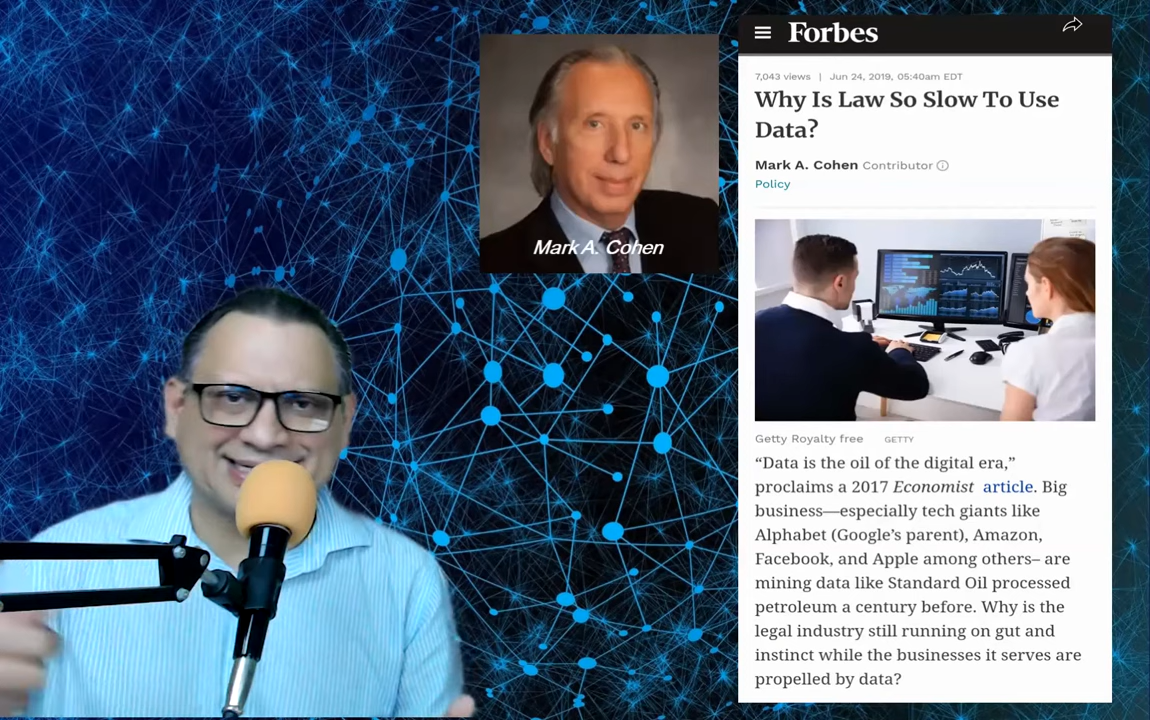 Mark A. Cohen
Forbes
7,043 views | Jun 24, 2019, 05:40am EDT
Why Is Law So Slow To Use
Data?
Mark A. Cohen Contributor
Policy
Getty Royalty free GETTY
“Data is the oil of the digital era,”
proclaims a 2017 Economist article. Big
business—especially tech giants like
Alphabet (Google’s parent), Amazon,
Facebook, and Apple among others– are
mining data like Standard Oil processed
petroleum a century before. Why is the
legal industry still running on gut and
instinct while the businesses it serves are
propelled by data?